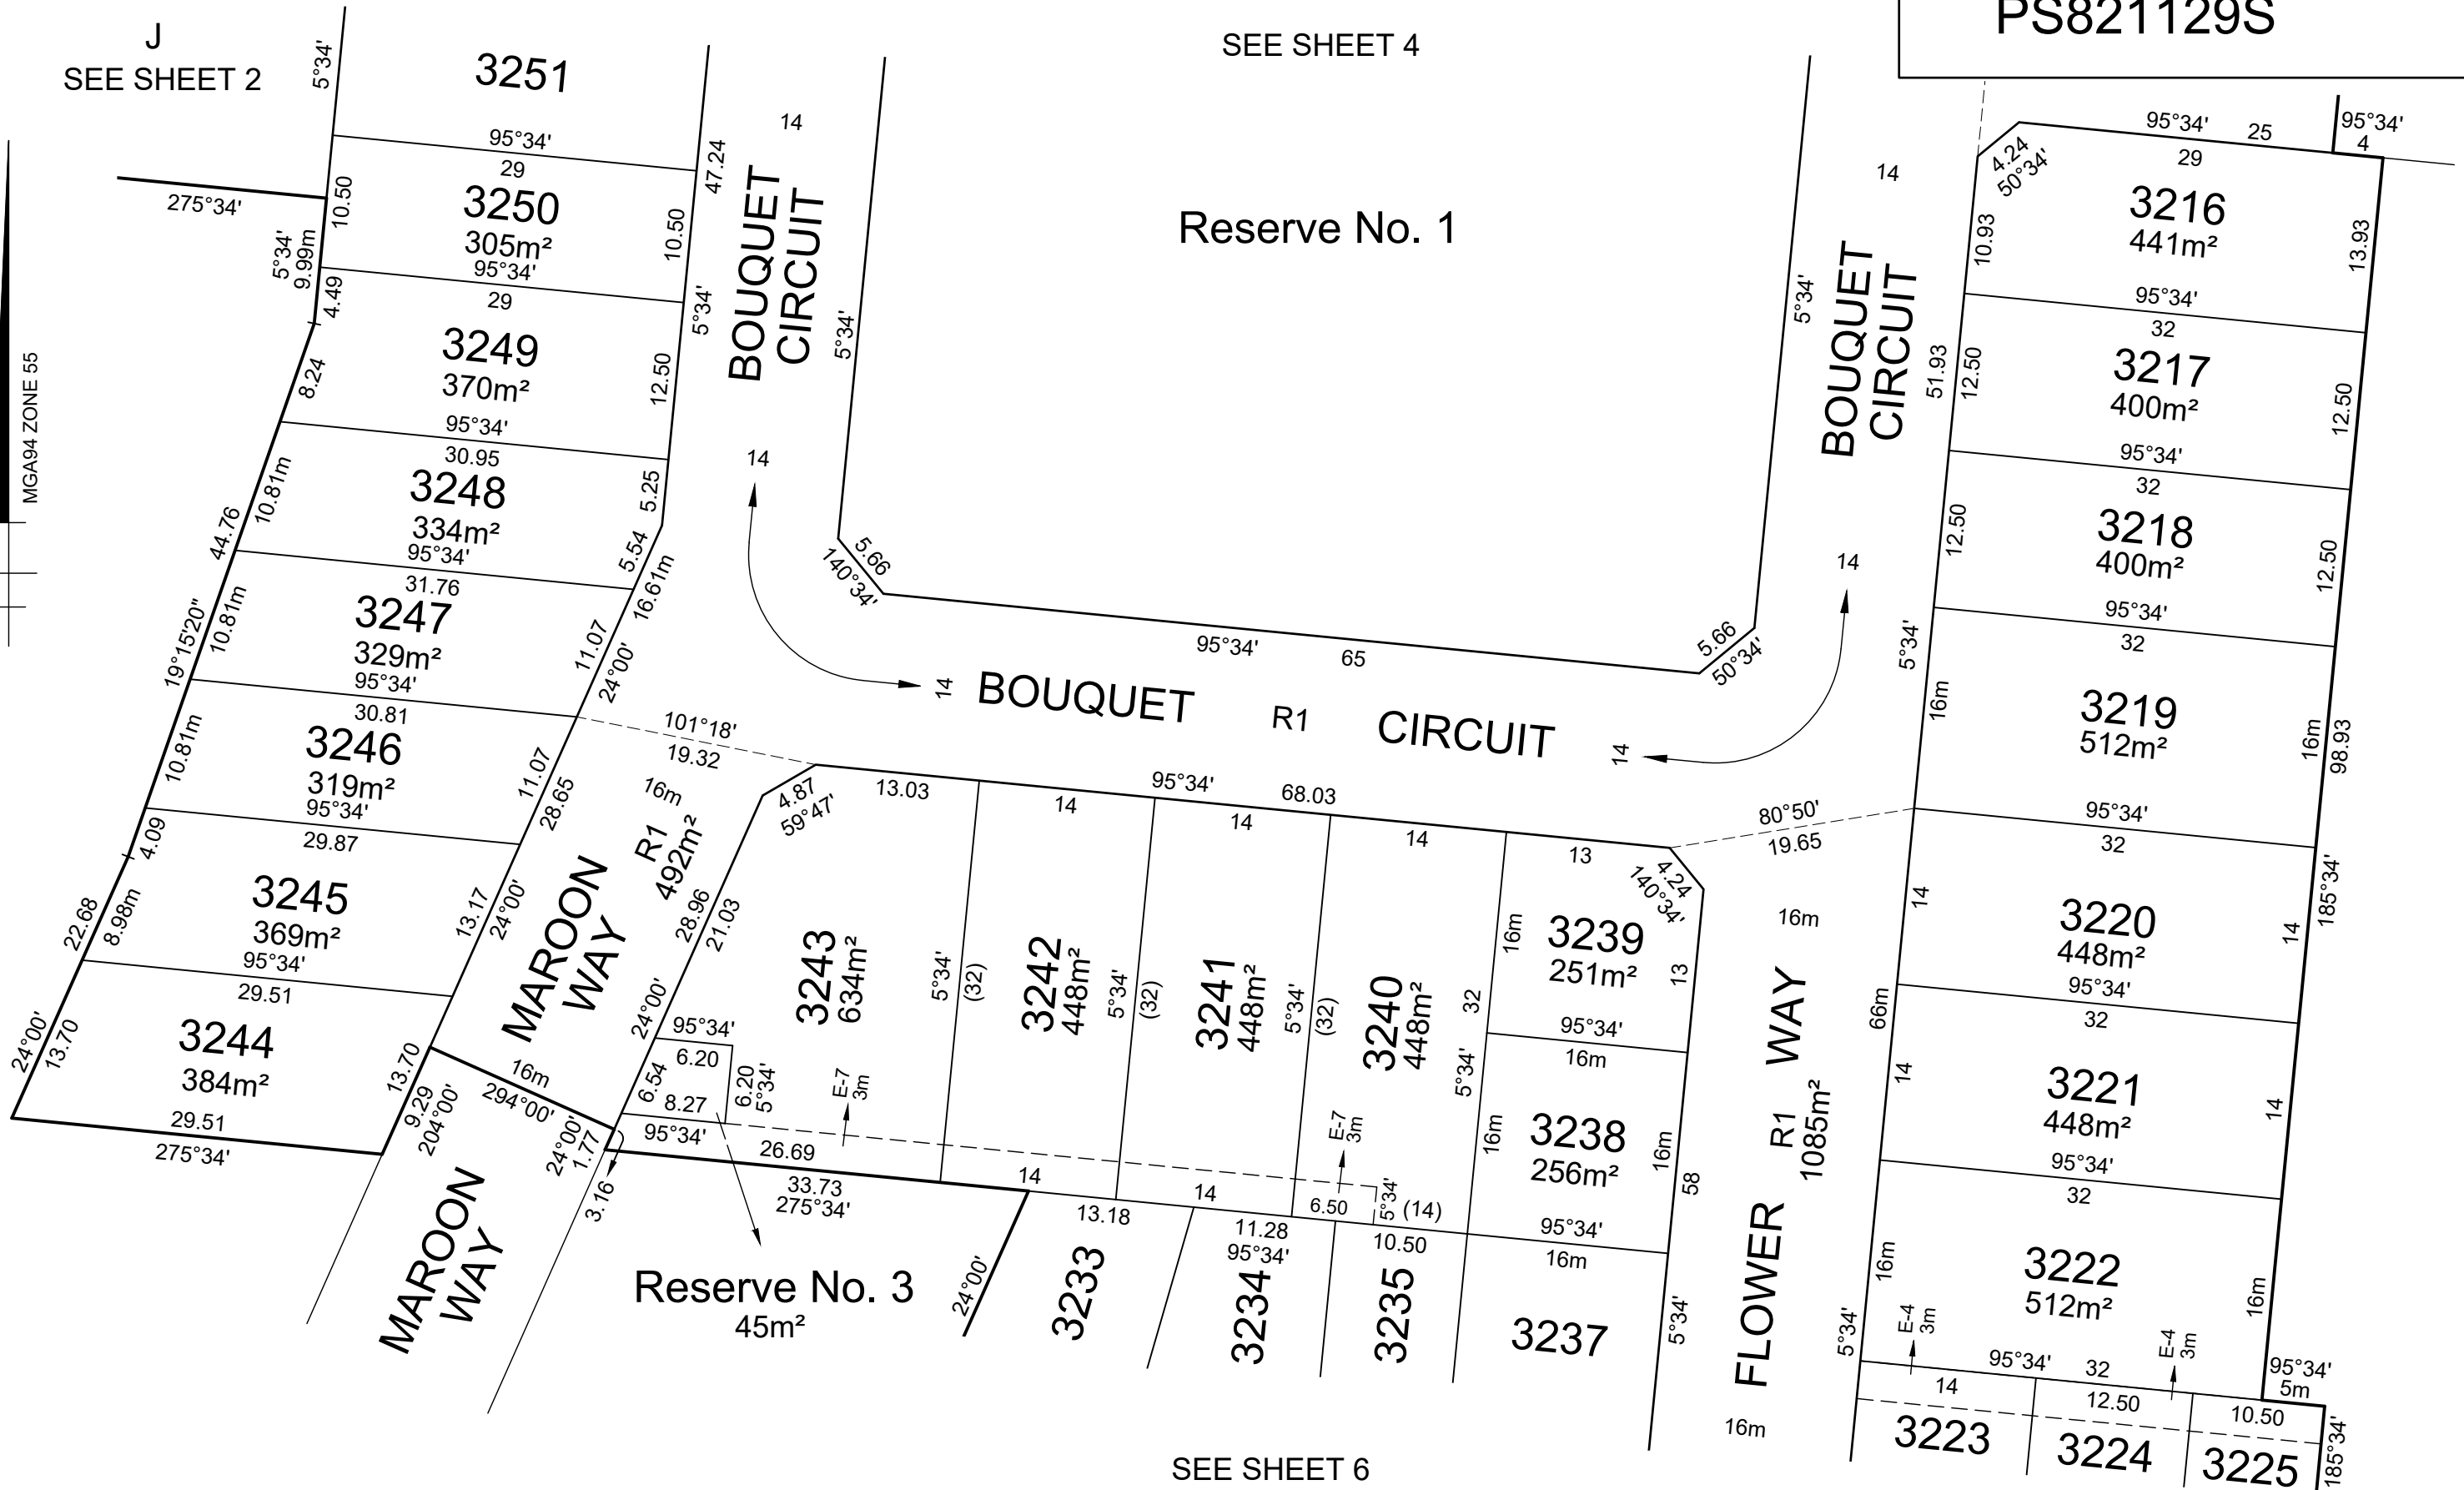 PS821129S
J
SEE SHEET 2
SEE SHEET 4
MGA94 ZONE 55
5°34'
3251
95°34'
29
275°34'
10.50
3250
305m²
10.50
47.24
5°34'
9.99m
95°34'
29
4.49
3249
370m²
12.50
5°34'
8.24
95°34'
30.95
10.81m
3248
334m²
5.25
44.76
95°34'
31.76
5.54
16.61m
19°15'20"
10.81m
3247
329m²
11.07
24°00'
95°34'
30.81
10.81m
3246
319m²
11.07
28.65
95°34'
29.87
4.09
22.68
8.98m
3245
369m²
13.17
24°00'
95°34'
29.51
24°00'
13.70
3244
384m²
13.70
29.51
275°34'
9.29
204°00'
14
BOUQUET
CIRCUIT
5°34'
14
Reserve No. 1
5.66
140°34'
14
95°34'
65
5.66
50°34'
BOUQUET
R1
CIRCUIT
14
14
14
BOUQUET
CIRCUIT
5°34'
51.93
5°34'
101°18'
19.32
16m
R1
492m²
MAROON
WAY
16m
294°00'
MAROON
WAY
4.87
59°47'
13.03
14
95°34'
14
68.03
14
13
4.24
140°34'
28.96
21.03
24°00'
3243
634m²
5°34'
(32)
3242
448m²
5°34'
(32)
3241
448m²
5°34'
(32)
3240
448m²
32
5°34'
16m
3239
251m²
13
95°34'
16m
16m
3238
256m²
16m
58
95°34'
16m
95°34'
6.20
6.54
6.20
5°34'
8.27
95°34'
E-7
3m
24°00'
1.77
3.16
26.69
33.73
275°34'
14
14
E-7
3m
6.50
5°34'
(14)
13.18
11.28
95°34'
10.50
Reserve No. 3
45m²
24°00'
3233
3234
3235
3237
5°34'
80°50'
19.65
16m
FLOWER
R1
1085m²
WAY
16m
4.24
50°34'
95°34'
25
95°34'
4
29
10.93
3216
441m²
13.93
95°34'
32
12.50
3217
400m²
12.50
95°34'
32
12.50
3218
400m²
12.50
95°34'
32
16m
3219
512m²
16m
98.93
95°34'
32
185°34'
14
3220
448m²
14
95°34'
32
66m
14
3221
448m²
14
95°34'
32
16m
3222
512m²
16m
5°34'
E-4
3m
E-4
3m
95°34'
32
95°34'
5m
14
12.50
10.50
3223
3224
3225
185°34'
SEE SHEET 6